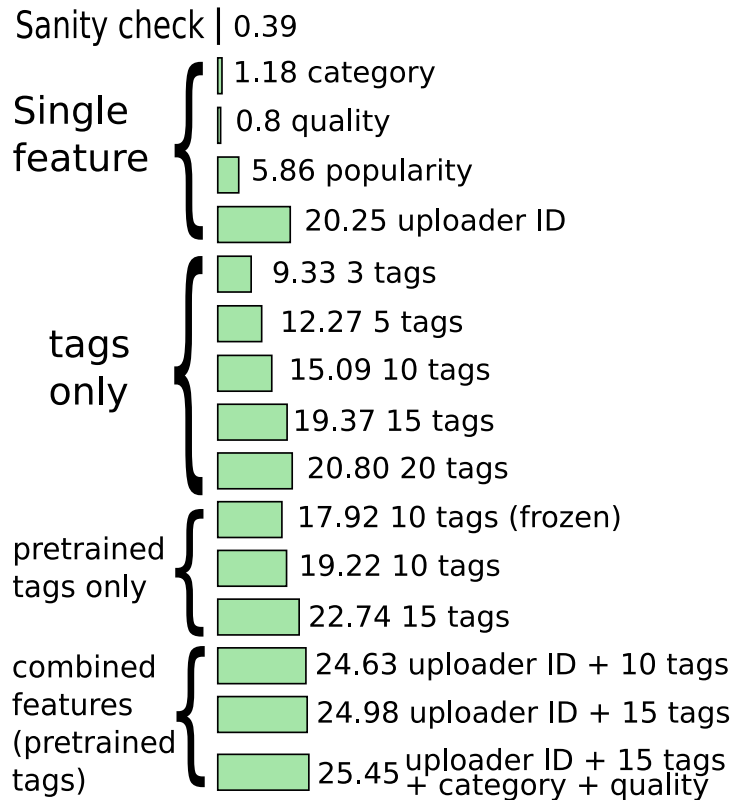 Sanity check 0.39
Single
feature
1.18 category
0.8 quality
5.86 popularity
20.25 uploader ID
tags
only
9.33 3 tags
12.27 5 tags
15.09 10 tags
19.37 15 tags
20.80 20 tags
pretrained
tags only
17.92 10 tags (frozen)
19.22 10 tags
22.74 15 tags
combined
features
(pretrained
tags)
24.63 uploader ID + 10 tags
24.98 uploader ID + 15 tags
25.45 uploader ID + 15 tags
+ category + quality